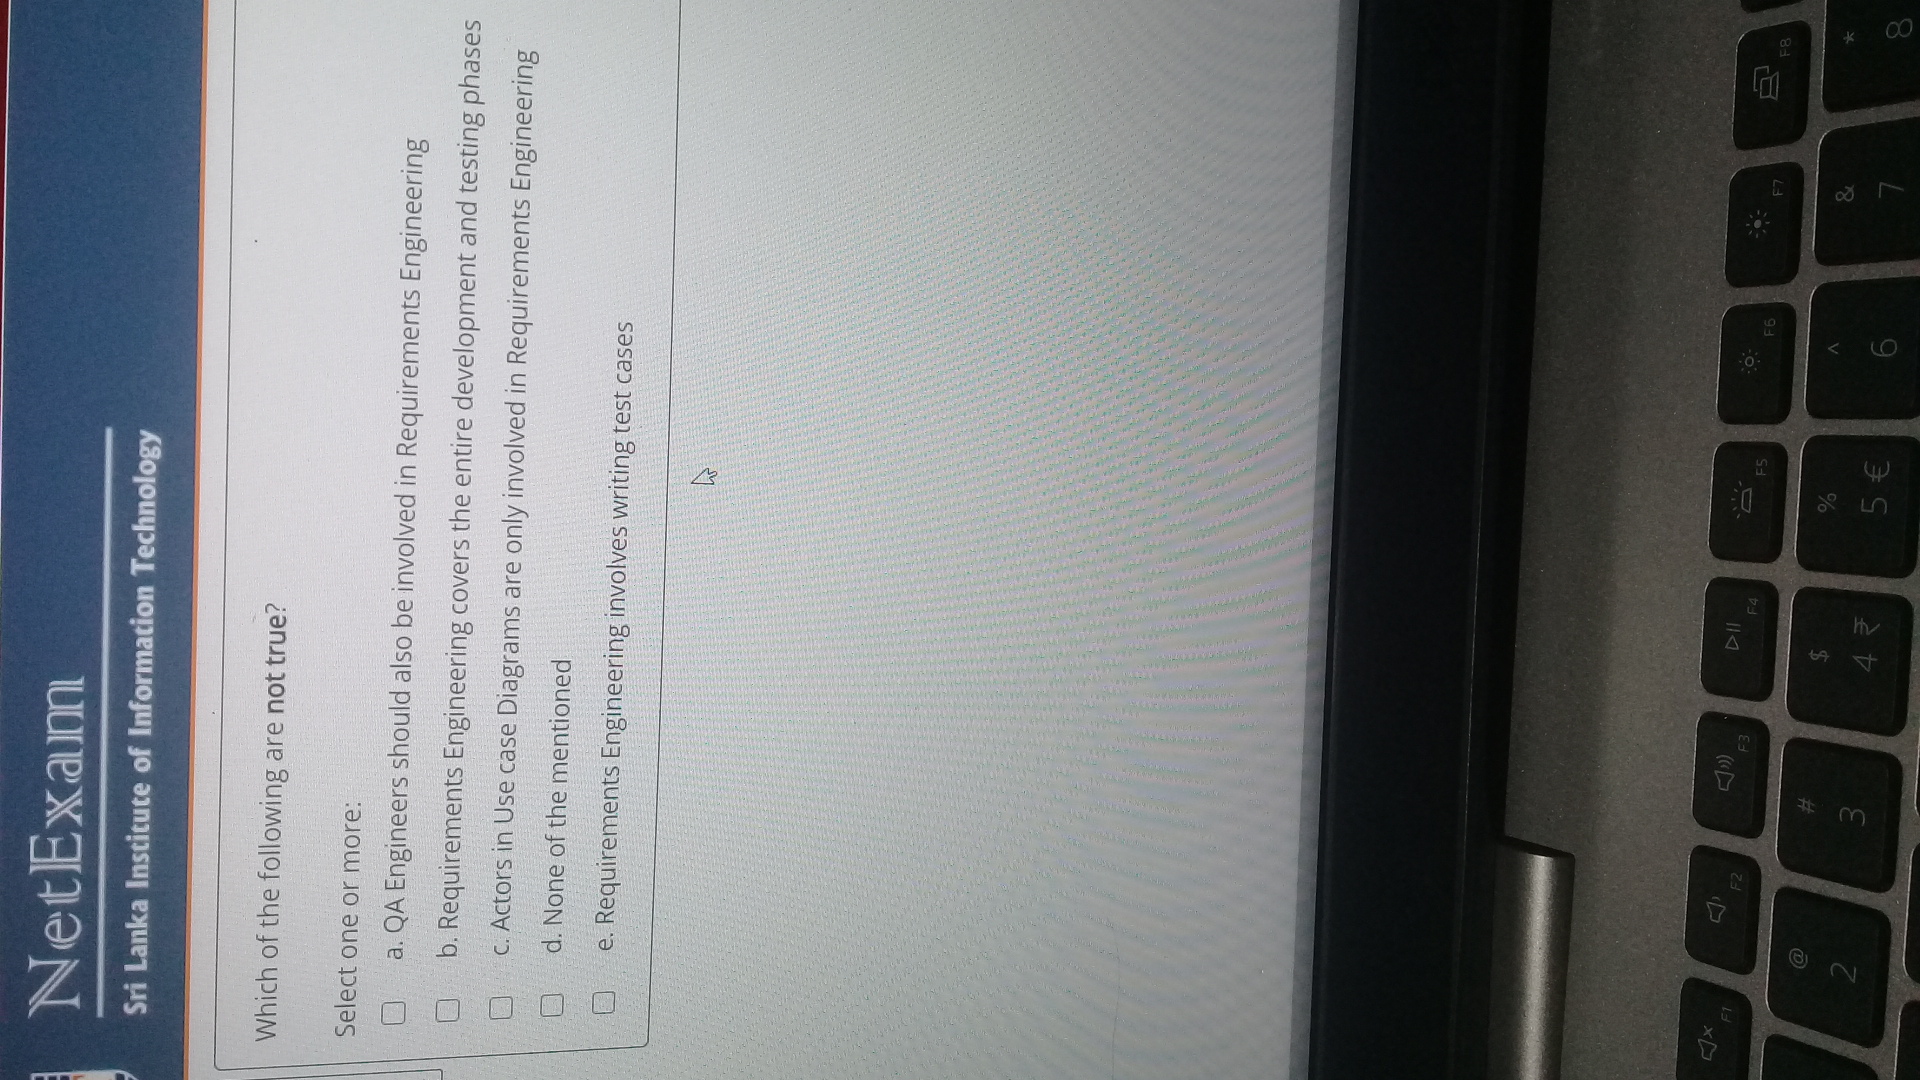 NetExam
Sri Lanka Institute of Information Technology
Which of the following are not true?
Select one or more:
a. QA Engineers should also be involved in Requirements Engineering
b. Requirements Engineering covers the entire development and testing phases
c. Actors in Use case Diagrams are only involved in Requirements Engineering
d. None of the mentioned
e. Requirements Engineering involves writing test cases
F1 F2 F3 F4 F5 F6 F7 F8
@ # $ % ^ & *
2 3 4 ₹ 5 € 6 7 8